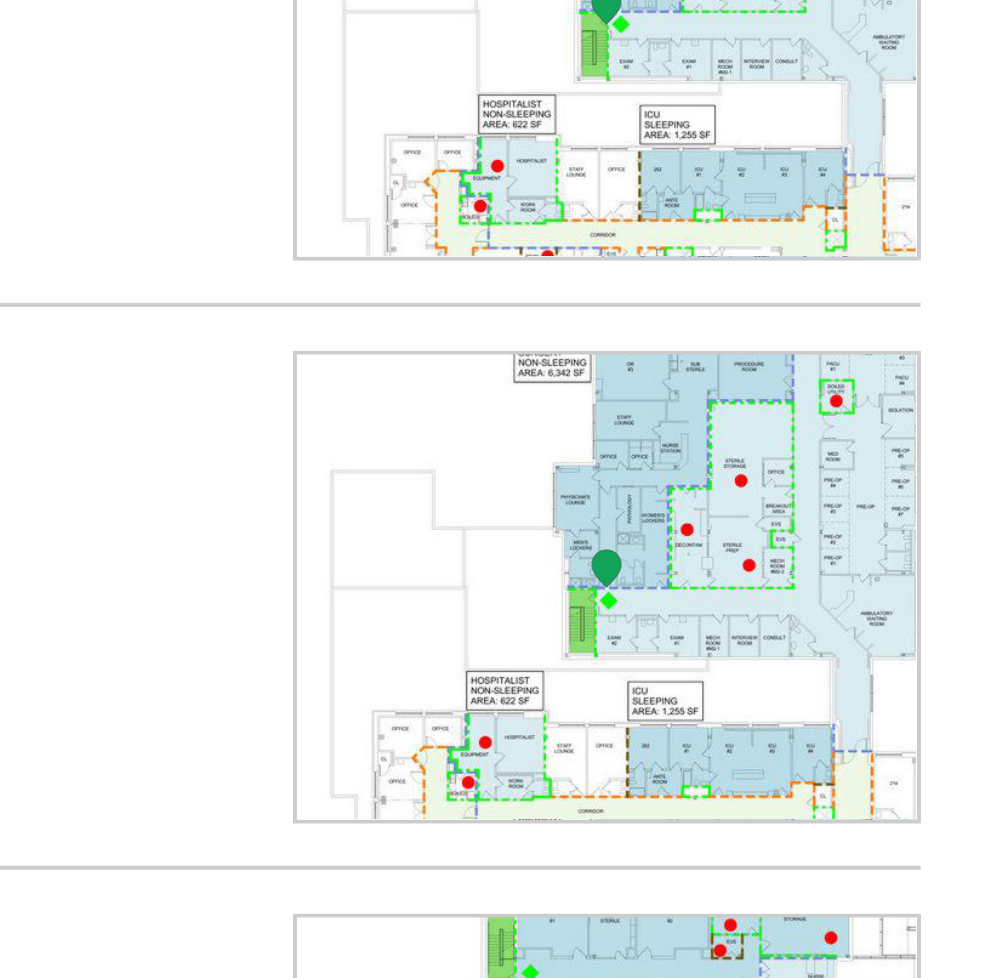 AMBULATORY
WAITING
ROOM
EXAM
#2
EXAM
#1
MECH
ROOM
#M2-1
INTERVIEW
ROOM
CONSULT
HOSPITALIST
NON-SLEEPING
AREA: 622 SF
ICU
SLEEPING
AREA: 1,255 SF
OFFICE
OFFICE
HOSPITALIST
EQUIPMENT
STAFF
LOUNGE
OFFICE
262
ICU
#1
ICU
#2
ICU
#3
ICU
#4
CL
OFFICE
WORK
ROOM
ANTE
ROOM
CL
214
CORRIDOR
EVS
NON-SLEEPING
AREA: 6,342 SF
OR
#3
SUB
STERILE
PROCEDURE
ROOM
PACU
#1
PACU
#4
SOILED
UTILITY
ISOLATION
STAFF
LOUNGE
NURSE
STATION
OFFICE
OFFICE
STERILE
STORAGE
OFFICE
MED
ROOM
PRE-OP
#5
PRE-OP
#4
PRE-OP
#6
PHYSICIAN'S
LOUNGE
PATHOLOGY
WOMEN'S
LOCKERS
BREAKOUT
AREA
PRE-OP
#3
PRE-OP
PRE-OP
#7
EVS
MEN'S
LOCKERS
DECONTAM
STERILE
PREP
EVS
PRE-OP
#2
MECH
ROOM
#M2-2
PRE-OP
#1
AMBULATORY
WAITING
ROOM
EXAM
#2
EXAM
#1
MECH
ROOM
#M2-1
INTERVIEW
ROOM
CONSULT
HOSPITALIST
NON-SLEEPING
AREA: 622 SF
ICU
SLEEPING
AREA: 1,255 SF
OFFICE
OFFICE
HOSPITALIST
EQUIPMENT
STAFF
LOUNGE
OFFICE
262
ICU
#1
ICU
#2
ICU
#3
ICU
#4
CL
OFFICE
WORK
ROOM
ANTE
ROOM
CL
214
CORRIDOR
#1
STERILE
#2
STORAGE
EVS